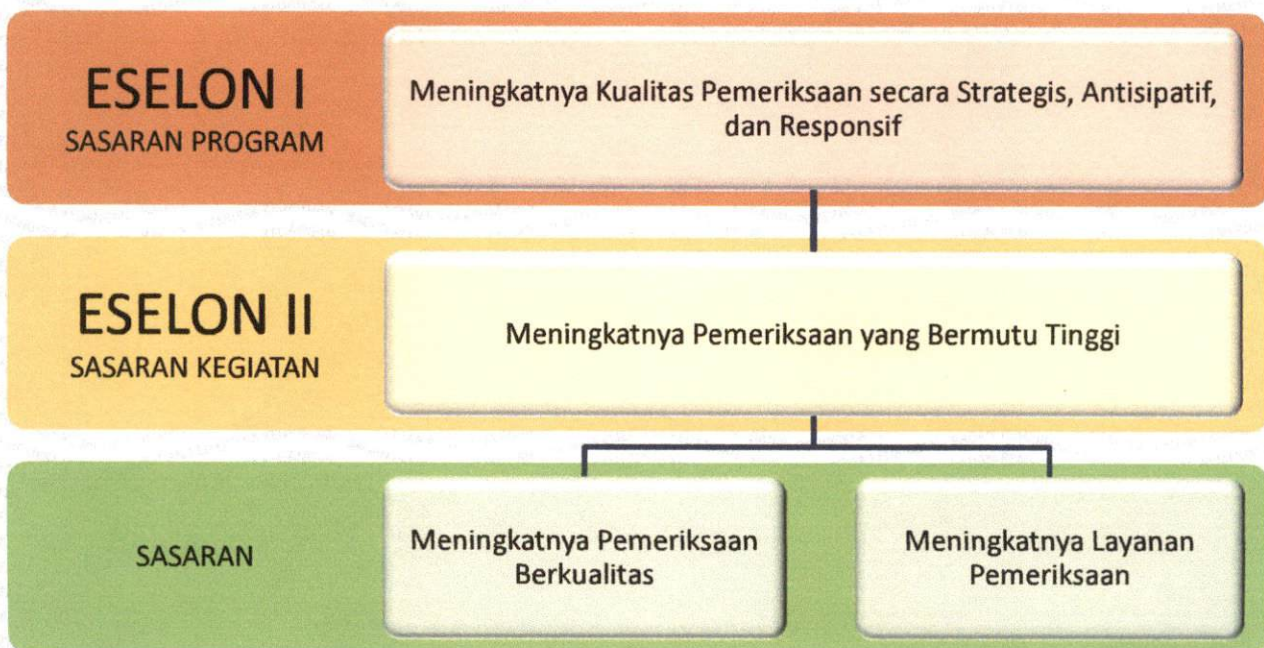 ESELON I
SASARAN PROGRAM
Meningkatnya Kualitas Pemeriksaan secara Strategis, Antisipatif,
dan Responsif
ESELON II
SASARAN KEGIATAN
Meningkatnya Pemeriksaan yang Bermutu Tinggi
SASARAN
Meningkatnya Pemeriksaan
Berkualitas
Meningkatnya Layanan
Pemeriksaan